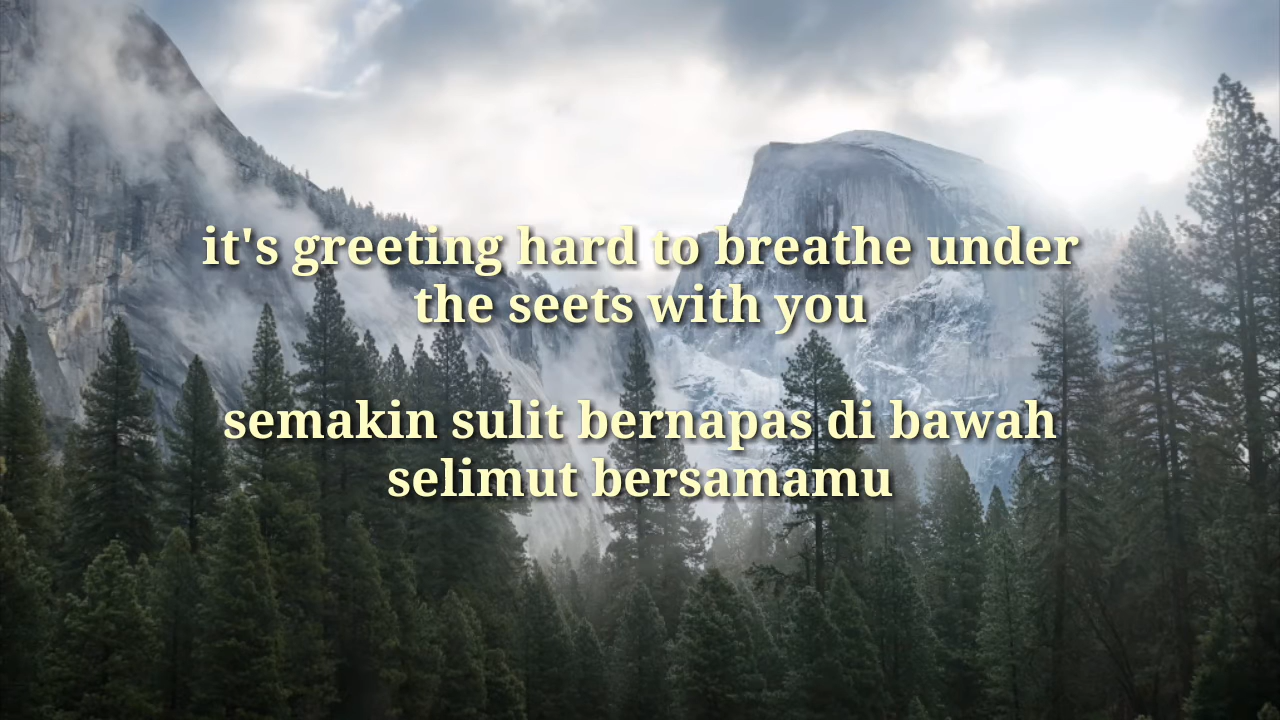 it's greeting hard to breathe under
the seets with you
semakin sulit bernapas di bawah
selimut bersamamu